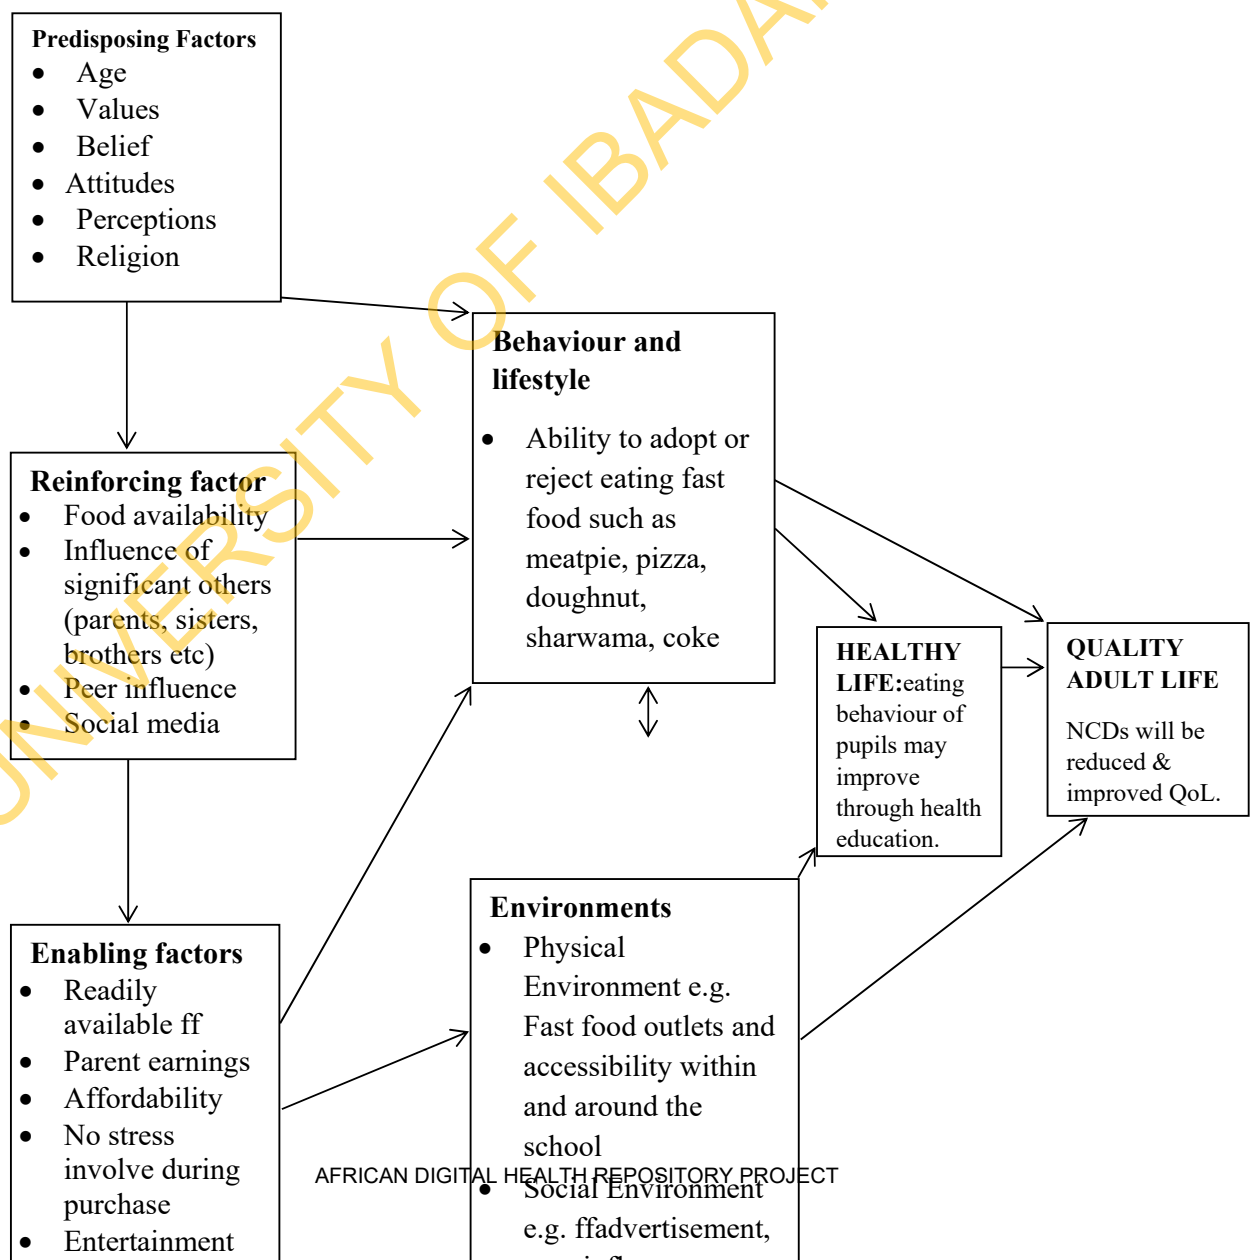 Predisposing Factors
• Age
• Values
• Belief
• Attitudes
• Perceptions
• Religion
Reinforcing factor
• Food availability
• Influence of
significant others
(parents, sisters,
brothers etc)
• Peer influence
• Social media
Enabling factors
• Readily
available ff
• Parent earnings
• Affordability
• No stress
involve during
purchase
• Entertainment
Behaviour and
lifestyle
• Ability to adopt or
reject eating fast
food such as
meatpie, pizza,
doughnut,
sharwama, coke
Environments
• Physical
Environment e.g.
Fast food outlets and
accessibility within
and around the
school
• Social Environment
e.g. ffadvertisement,
HEALTHY
LIFE:eating
behaviour of
pupils may
improve
through health
education.
QUALITY
ADULT LIFE
NCDs will be
reduced &
improved QoL.
AFRICAN DIGITAL HEALTH REPOSITORY PROJECT
UNIVERSITY OF IBADAN